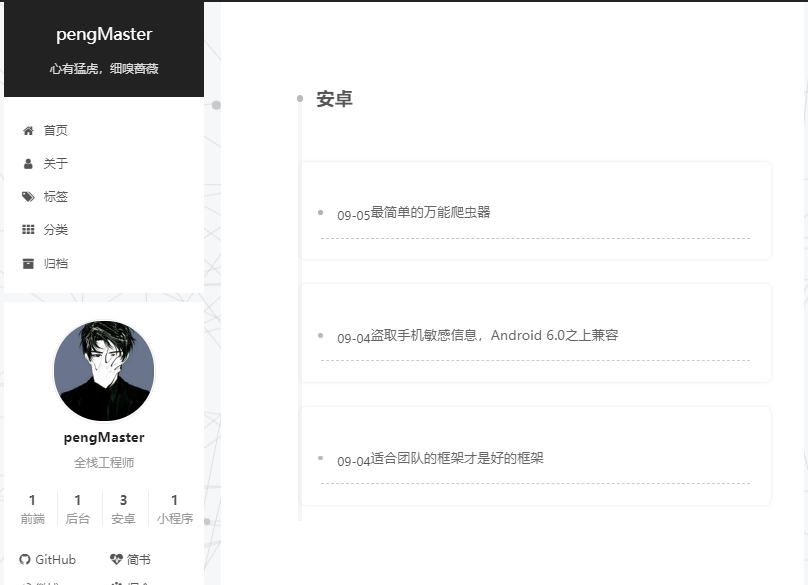 pengMaster
心有猛虎，细嗅蔷薇
首页
关于
标签
分类
归档
pengMaster
全栈工程师
1 1 3 1
前端 后台 安卓 小程序
GitHub 简书
安卓
09-05最简单的万能爬虫器
09-04盗取手机敏感信息，Android 6.0之上兼容
09-04适合团队的框架才是好的框架